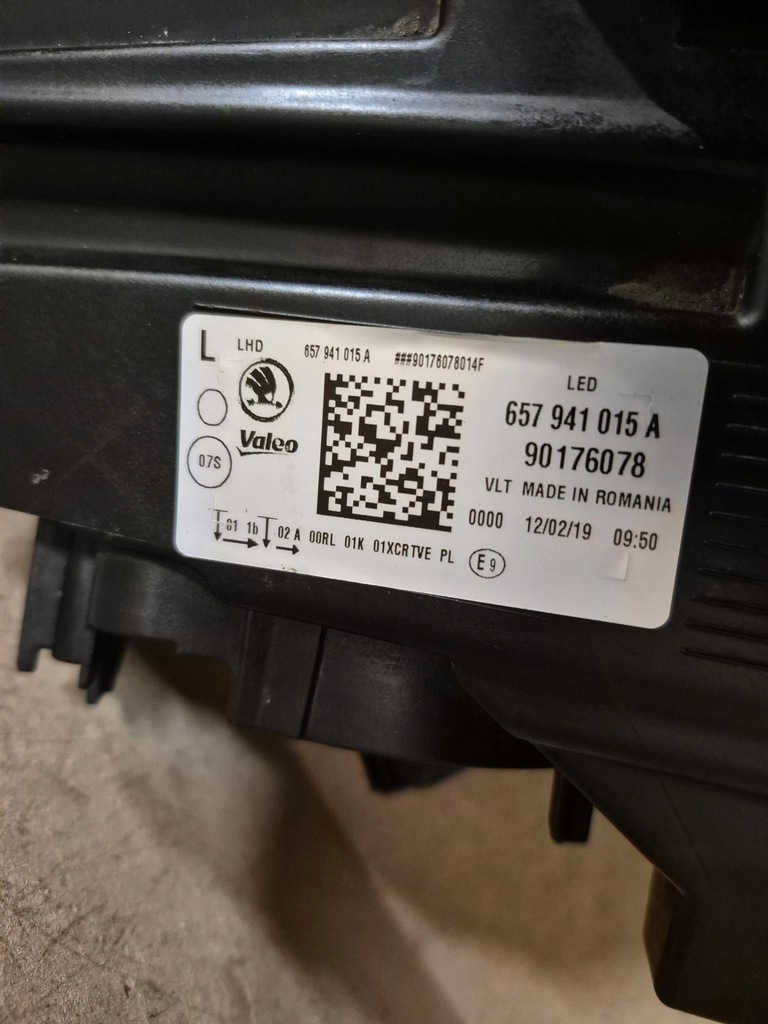 L LHD 657 941 015 A ###90176078014F
LED
Valeo
657 941 015 A
90176078
07S
VLT MADE IN ROMANIA
0000 12/02/19 09:50
01 1b 02 A 00RL 01K 01XCRTVE PL E9